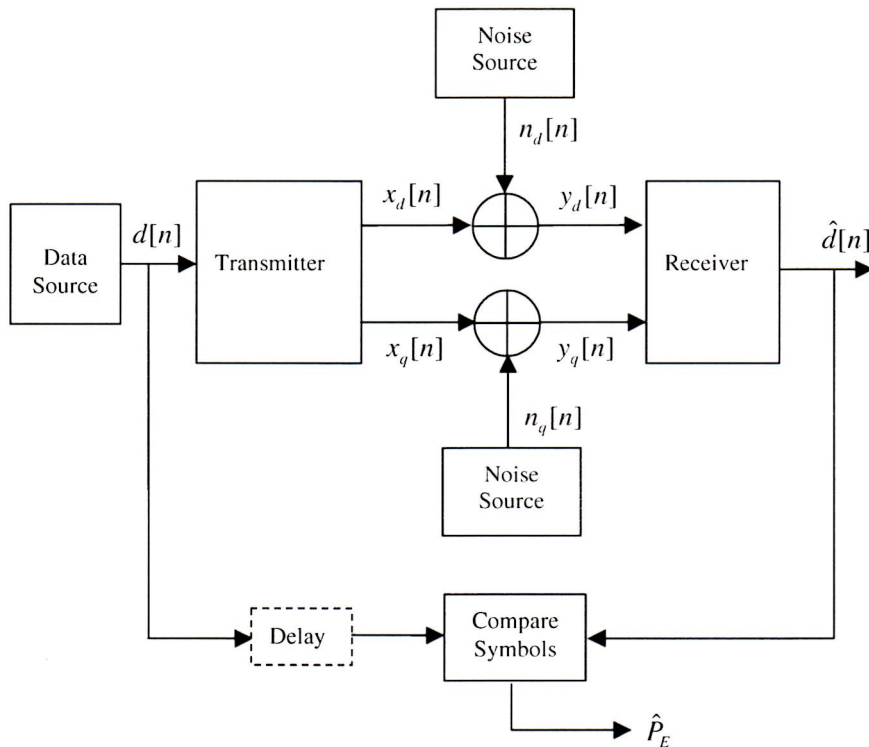 Noise
Source
n_d[n]
x_d[n]
y_d[n]
Data
Source
d[n]
Transmitter
Receiver
d̂[n]
x_q[n]
y_q[n]
n_q[n]
Noise
Source
Delay
Compare
Symbols
P̂_E